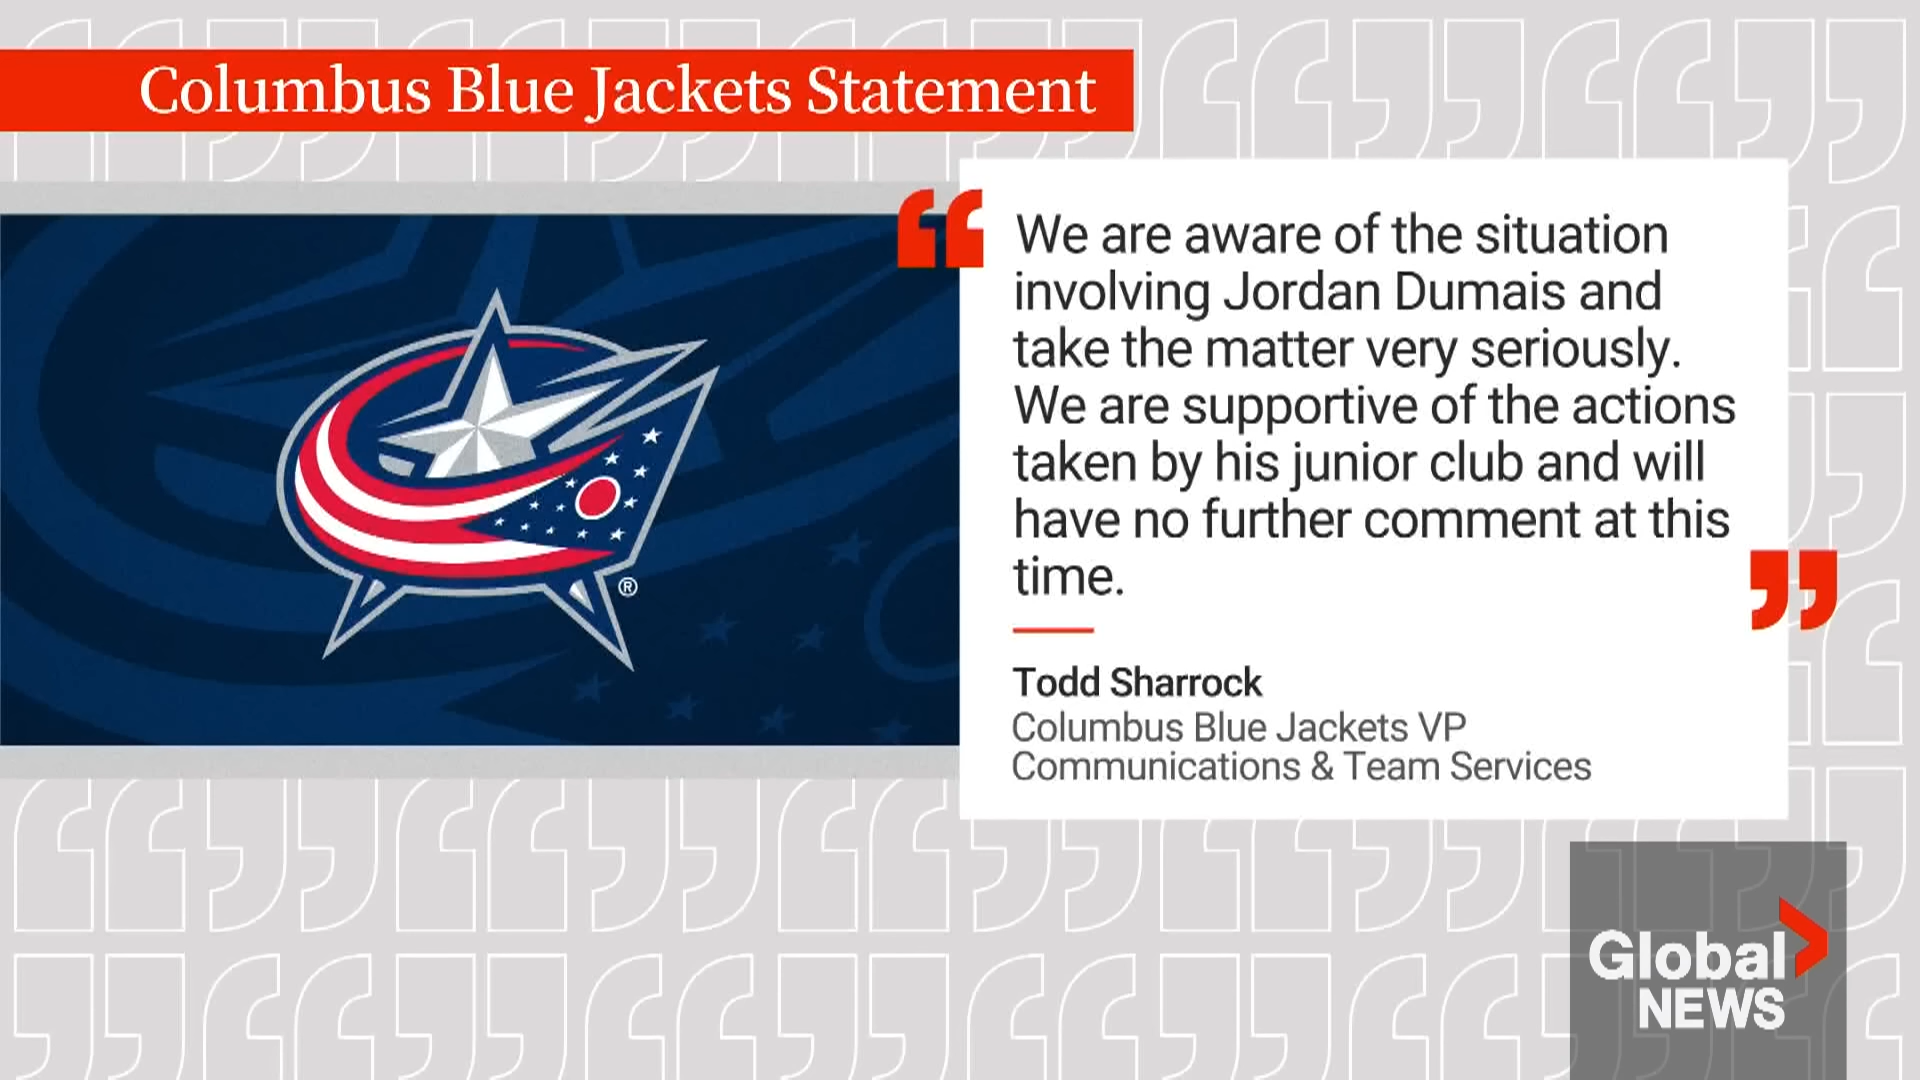 Columbus Blue Jackets Statement
“
We are aware of the situation
involving Jordan Dumais and
take the matter very seriously.
We are supportive of the actions
taken by his junior club and will
have no further comment at this
time.
”
Todd Sharrock
Columbus Blue Jackets VP
Communications & Team Services
®
Global
NEWS